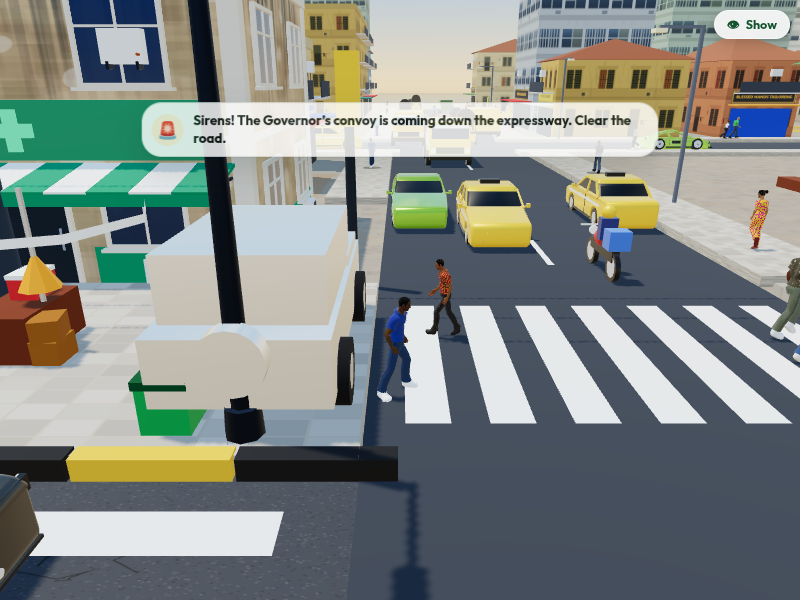 Show
Sirens! The Governor's convoy is coming down the expressway. Clear the
road.
BLESSED HANDS TAILORING